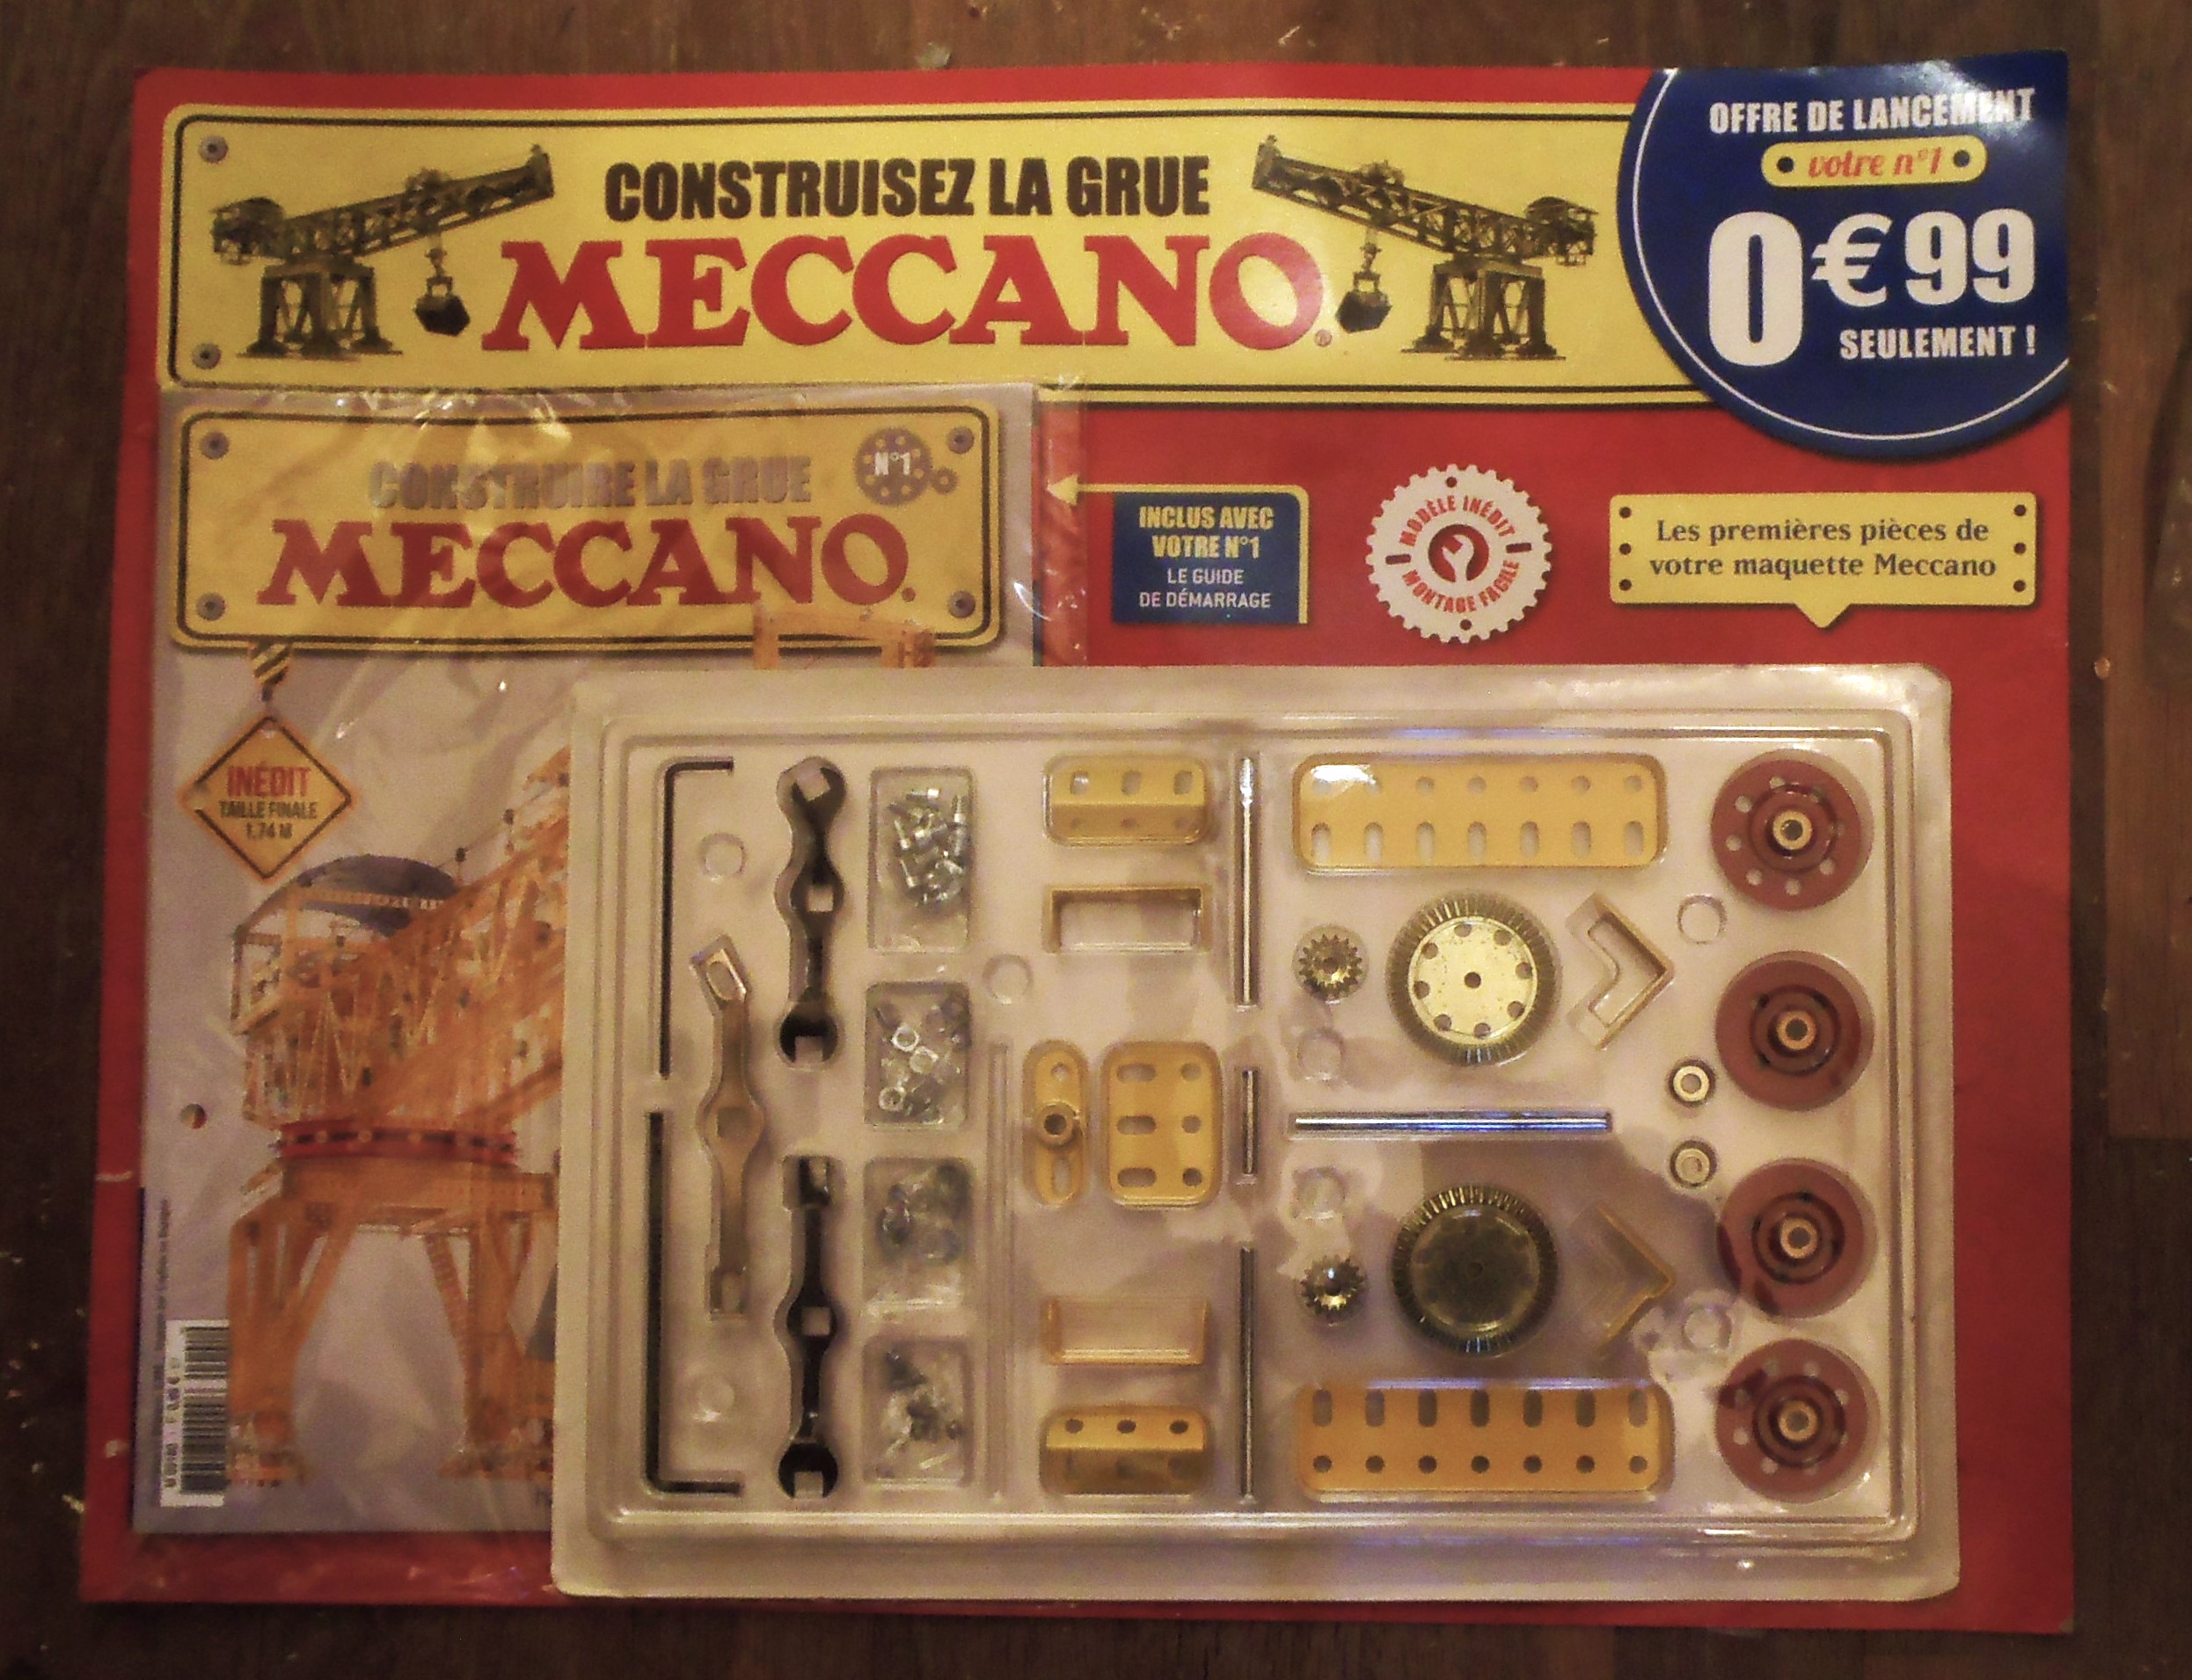 OFFRE DE LANCEMENT
votre n°1
0€99
SEULEMENT !
CONSTRUISEZ LA GRUE
MECCANO®
CONSTRUIRE LA GRUE
N°1
MECCANO®
INCLUS AVEC
VOTRE N°1
LE GUIDE
DE DÉMARRAGE
MODÈLE INÉDIT
MONTAGE FACILE
Les premières pièces de
votre maquette Meccano
INÉDIT
TAILLE FINALE
1,74 M